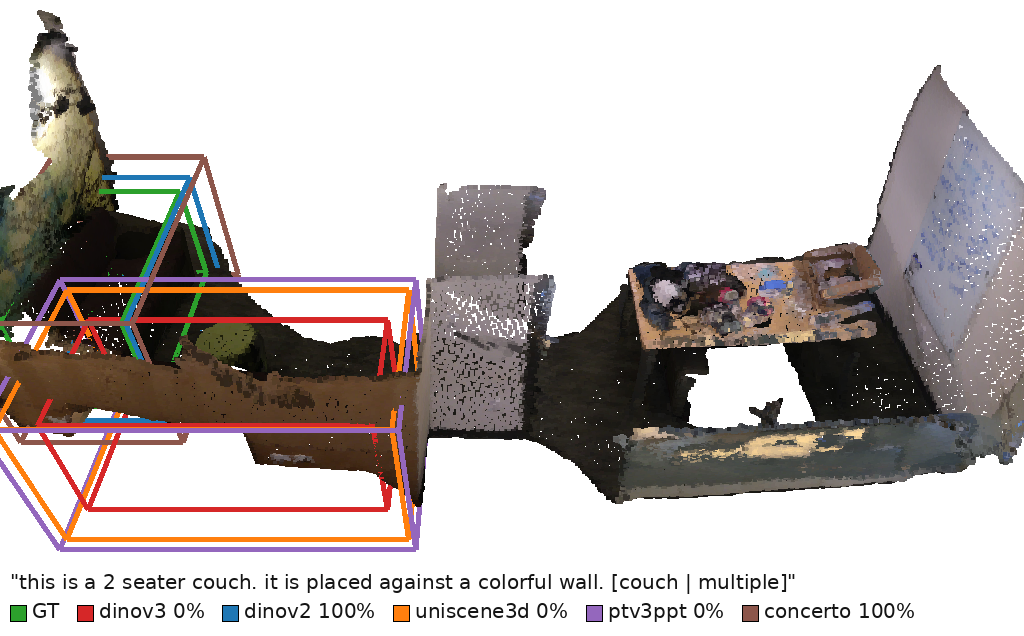 "this is a 2 seater couch. it is placed against a colorful wall. [couch | multiple]"
GT dinov3 0% dinov2 100% uniscene3d 0% ptv3ppt 0% concerto 100%